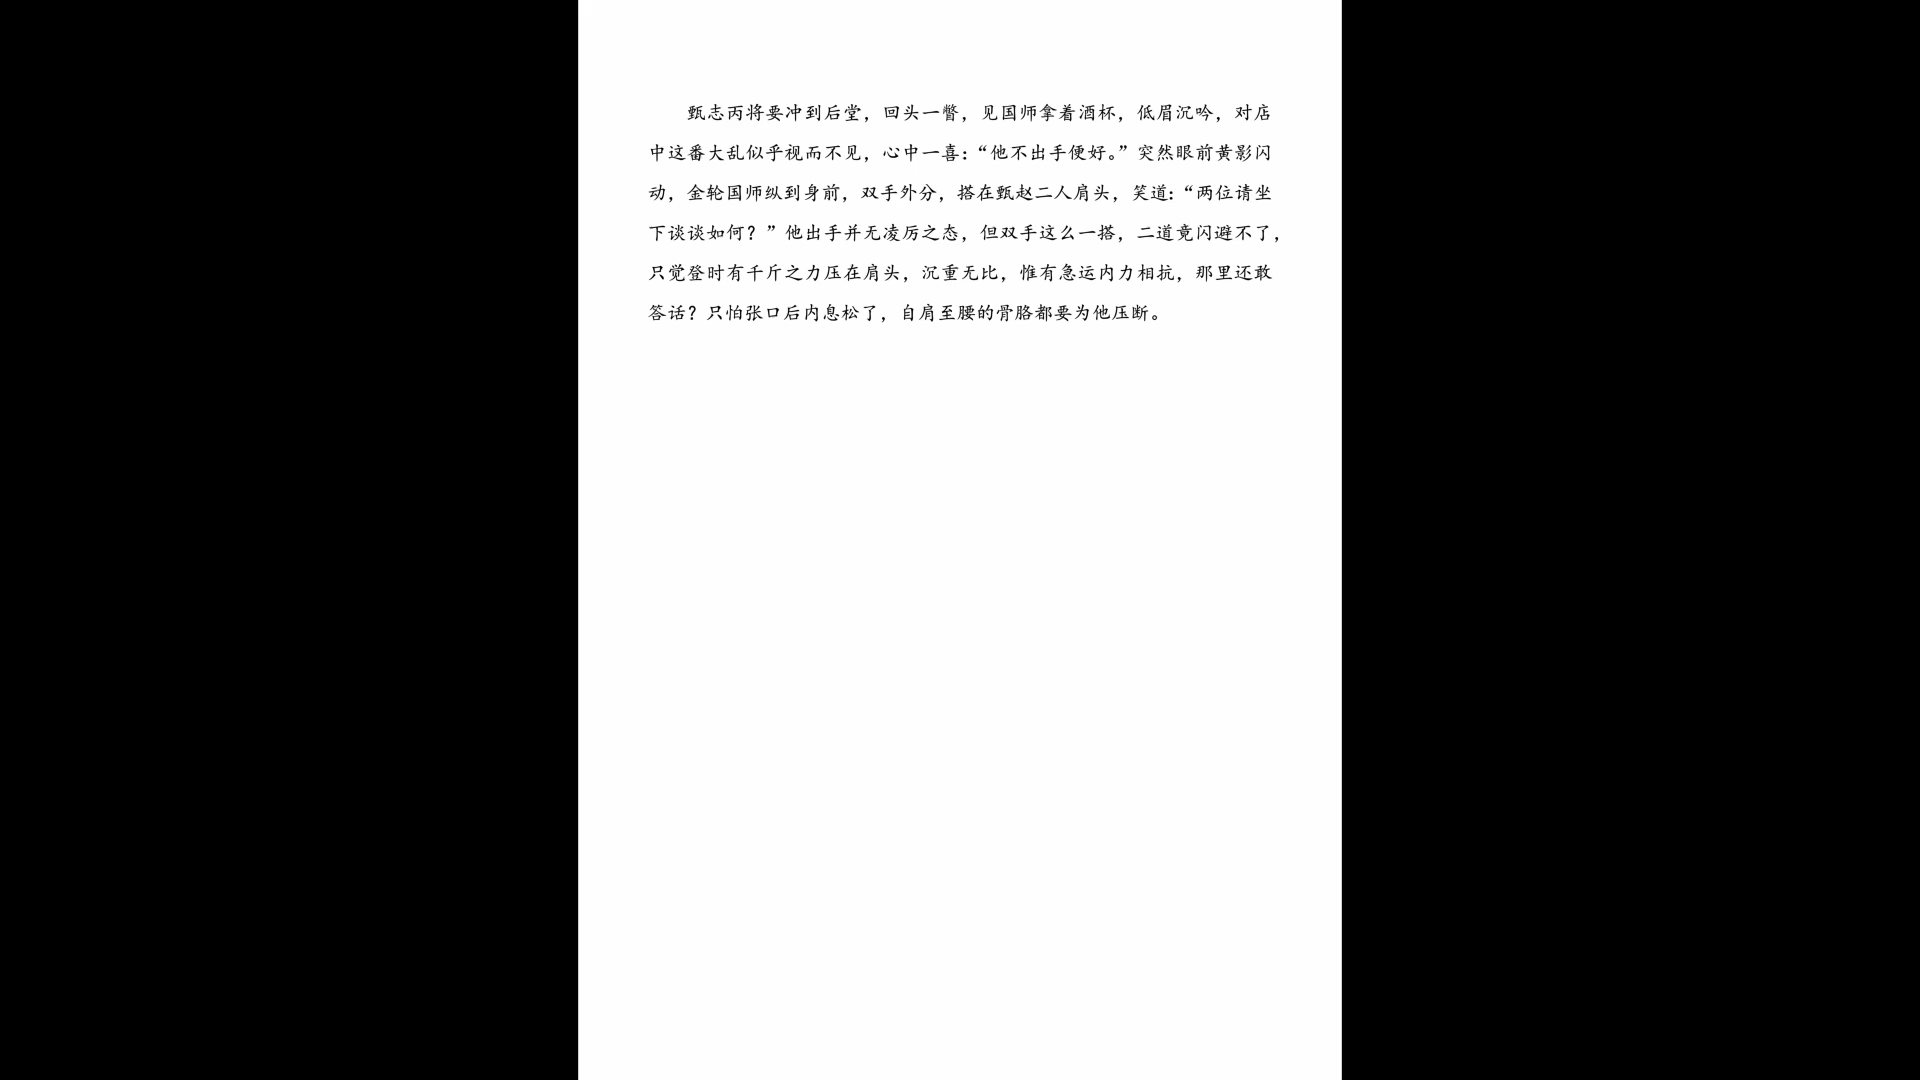 甄志丙将要冲到后堂，回头一瞥，见国师拿着酒杯，低眉沉吟，对店
中这番大乱似乎视而不见，心中一喜：“他不出手便好。”突然眼前黄影闪
动，金轮国师纵到身前，双手外分，搭在甄赵二人肩头，笑道：“两位请坐
下谈谈如何？”他出手并无凌厉之态，但双手这么一搭，二道竟闪避不了，
只觉登时有千斤之力压在肩头，沉重无比，惟有急运内力相抗，那里还敢
答话？只怕张口后内息松了，自肩至腰的骨骼都要为他压断。